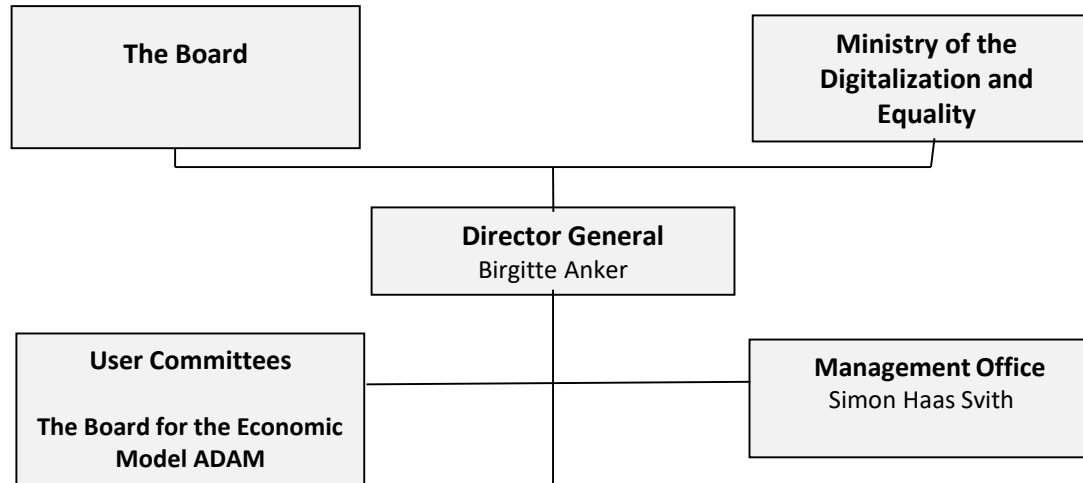 The Board
Ministry of the
Digitalization and
Equality
Director General
Birgitte Anker
User Committees
The Board for the Economic
Model ADAM
Management Office
Simon Haas Svith